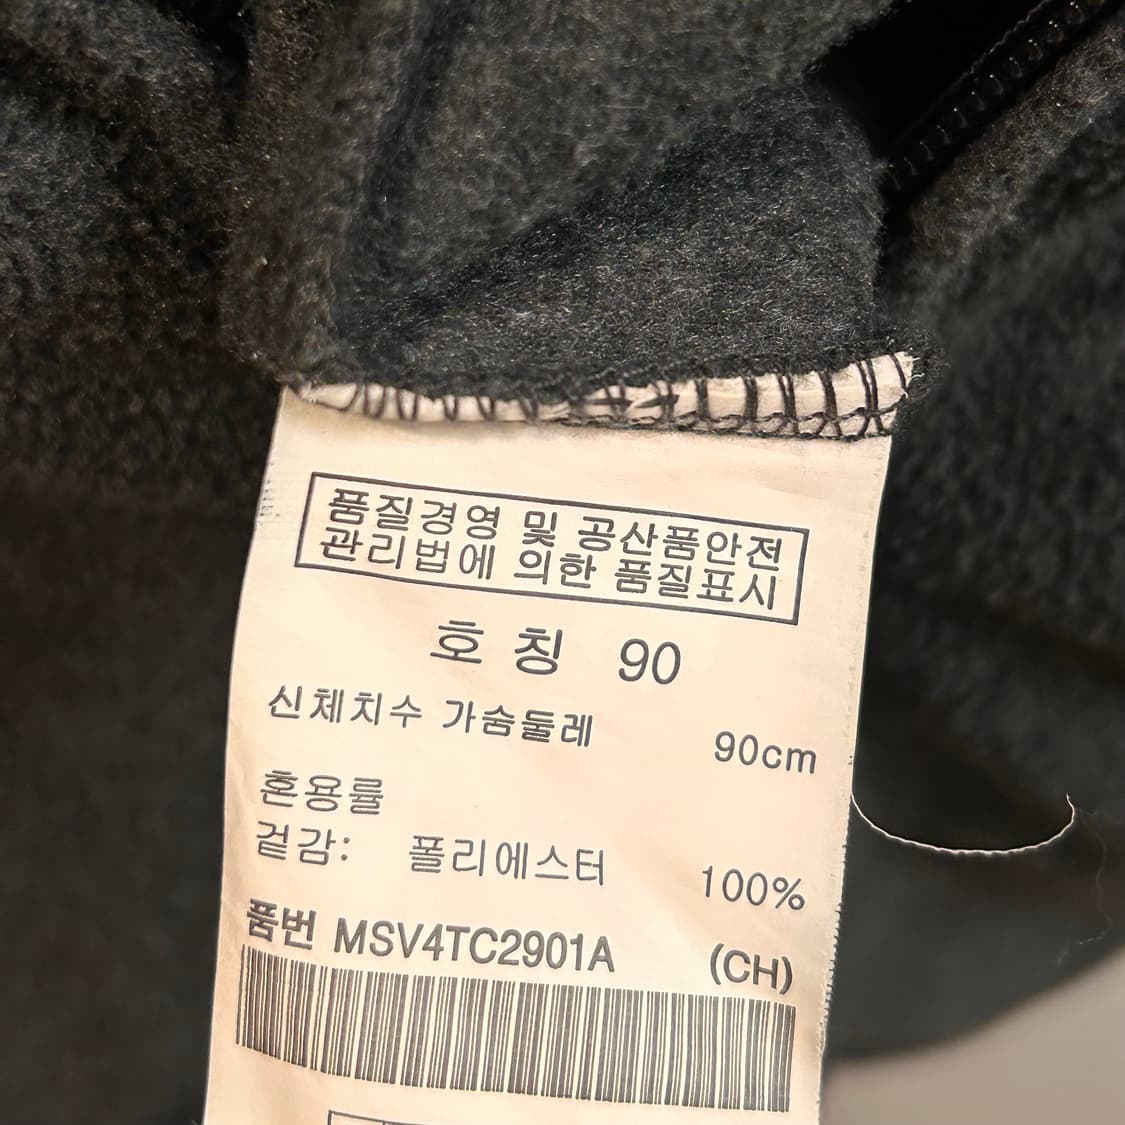 품질경영 및 공산품안전
관리법에 의한 품질표시
호 칭 90
신체치수 가슴둘레 90cm
혼용률
겉감: 폴리에스터 100%
품번 MSV4TC2901A (CH)